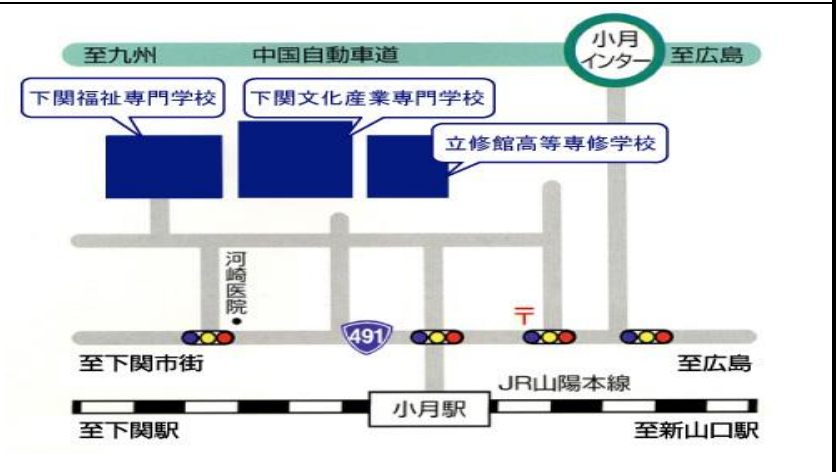 小月
インター
至九州
中国自動車道
至広島
下関福祉専門学校
下関文化産業専門学校
立修館高等専修学校
河崎医院
〒
491
至下関市街
至広島
JR山陽本線
小月駅
至下関駅
至新山口駅